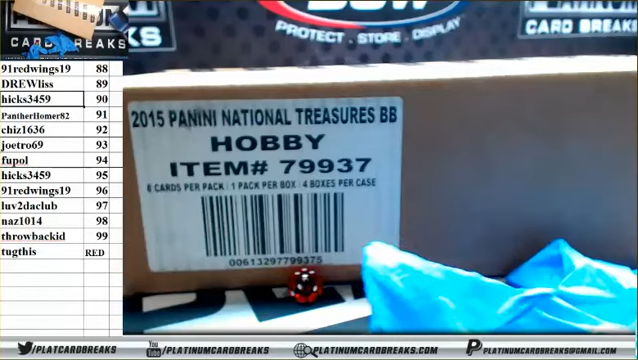 CARD BREAKS
PROTECT . STORE . DISPLAY
CARD BREAKS
91redwings19 88
DREWliss 89
hicks3459 90
PantherHomer82 91
chiz1636 92
joetro69 93
fupol 94
hicks3459 95
91redwings19 96
luv2daclub 97
naz1014 98
throwbackid 99
tugthis RED
2015 PANINI NATIONAL TREASURES BB
HOBBY
ITEM# 79937
6 CARDS PER PACK | 1 PACK PER BOX | 4 BOXES PER CASE
00613297799375
/PLATCARDBREAKS
You Tube /PLATINUMCARDBREAKS
/PLATINUMCARDBREAKS.COM
PLATINUMCARDBREAKS@GMAIL.COM